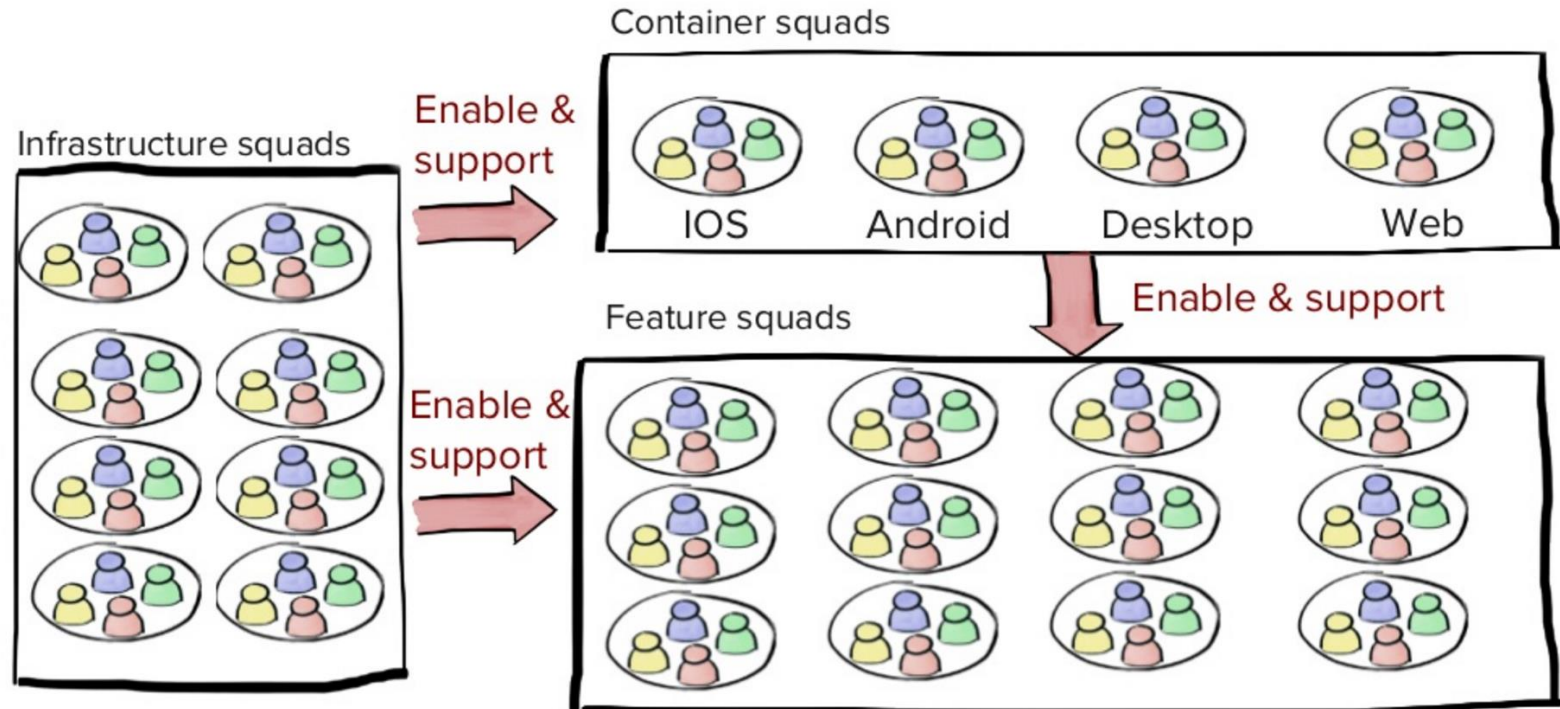 Container squads
Enable &
support
Infrastructure squads
IOS
Android
Desktop
Web
Enable & support
Feature squads
Enable &
support